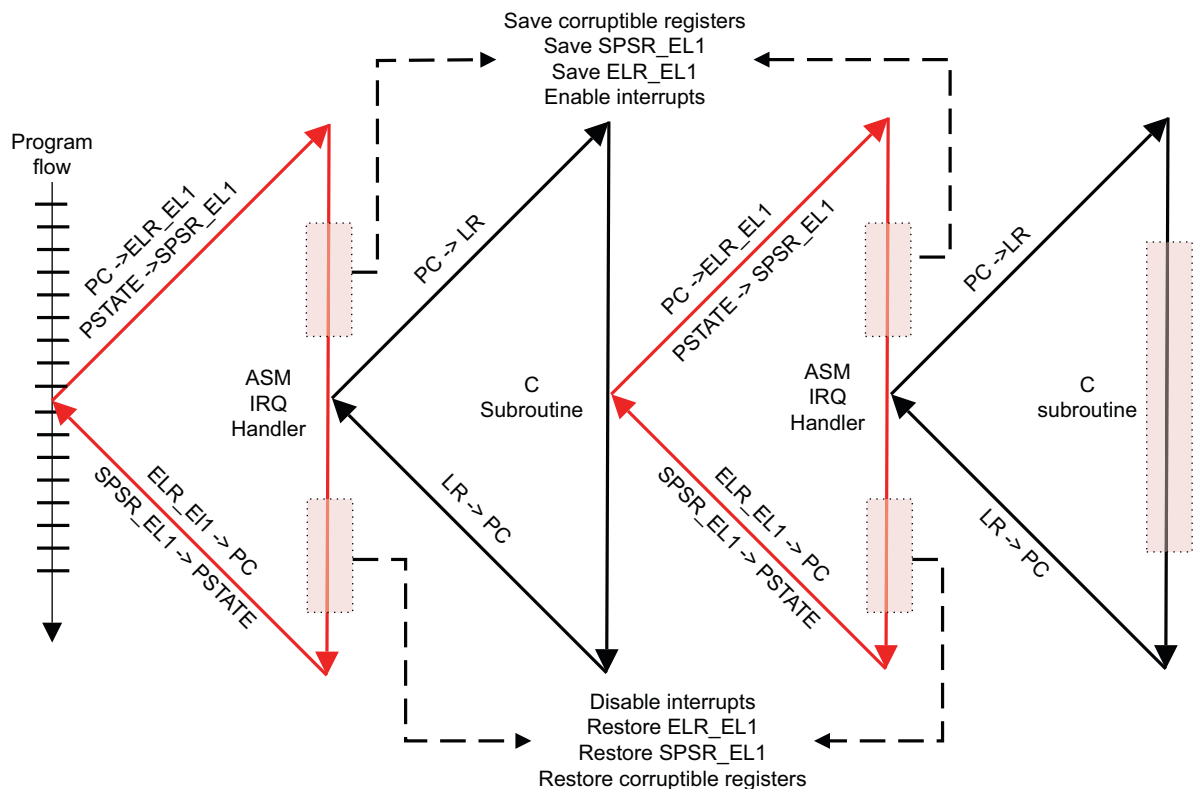 Save corruptible registers
Save SPSR_EL1
Save ELR_EL1
Enable interrupts
Program
flow
PC ->ELR_EL1
PSTATE ->SPSR_EL1
ASM
IRQ
Handler
ELR_El1 -> PC
SPSR_EL1 -> PSTATE
PC -> LR
C
Subroutine
LR -> PC
PC ->ELR_EL1
PSTATE -> SPSR_EL1
ASM
IRQ
Handler
ELR_EL1 -> PC
SPSR_EL1 -> PSTATE
PC ->LR
C
subroutine
LR -> PC
Disable interrupts
Restore ELR_EL1
Restore SPSR_EL1
Restore corruptible registers